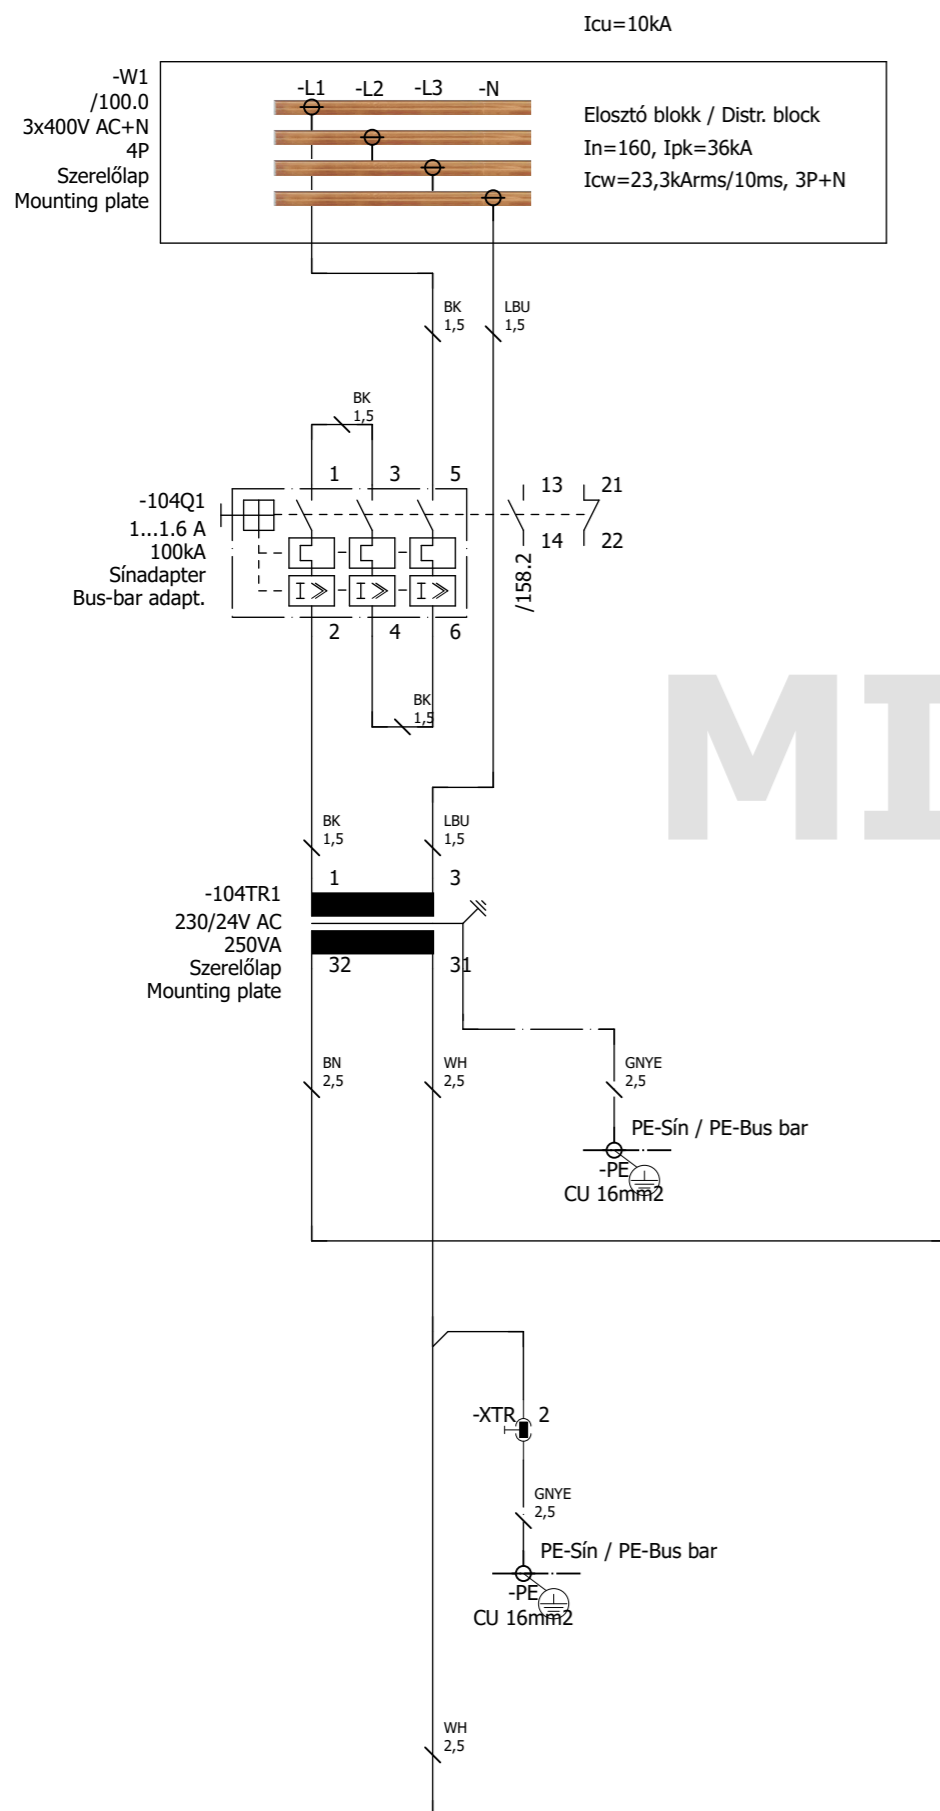 Icu=10kA
-W1
/100.0
3x400V AC+N
4P
Szerelőlap
Mounting plate
-L1 -L2 -L3 -N
Elosztó blokk / Distr. block
In=160, Ipk=36kA
Icw=23,3kArms/10ms, 3P+N
BK
1,5
LBU
1,5
BK
1,5
1 3 5
13 21
-104Q1
1...1.6 A
100kA
Sínadapter
Bus-bar adapt.
I I I
14 22
/158.2
2 4 6
BK
1,5
MI
BK
1,5
LBU
1,5
1 3
-104TR1
230/24V AC
250VA
Szerelőlap
Mounting plate
32 31
BN
2,5
WH
2,5
GNYE
2,5
PE-Sín / PE-Bus bar
-PE
CU 16mm2
-XTR 2
GNYE
2,5
PE-Sín / PE-Bus bar
-PE
CU 16mm2
WH
2,5